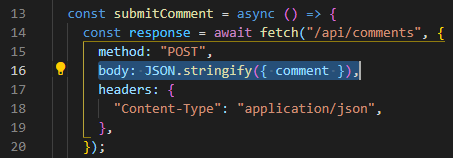 13 const submitComment = async () => {
14 const response = await fetch("/api/comments", {
15 method: "POST",
16 body: JSON.stringify({ comment }),
17 headers: {
18 "Content-Type": "application/json",
19 },
20 });